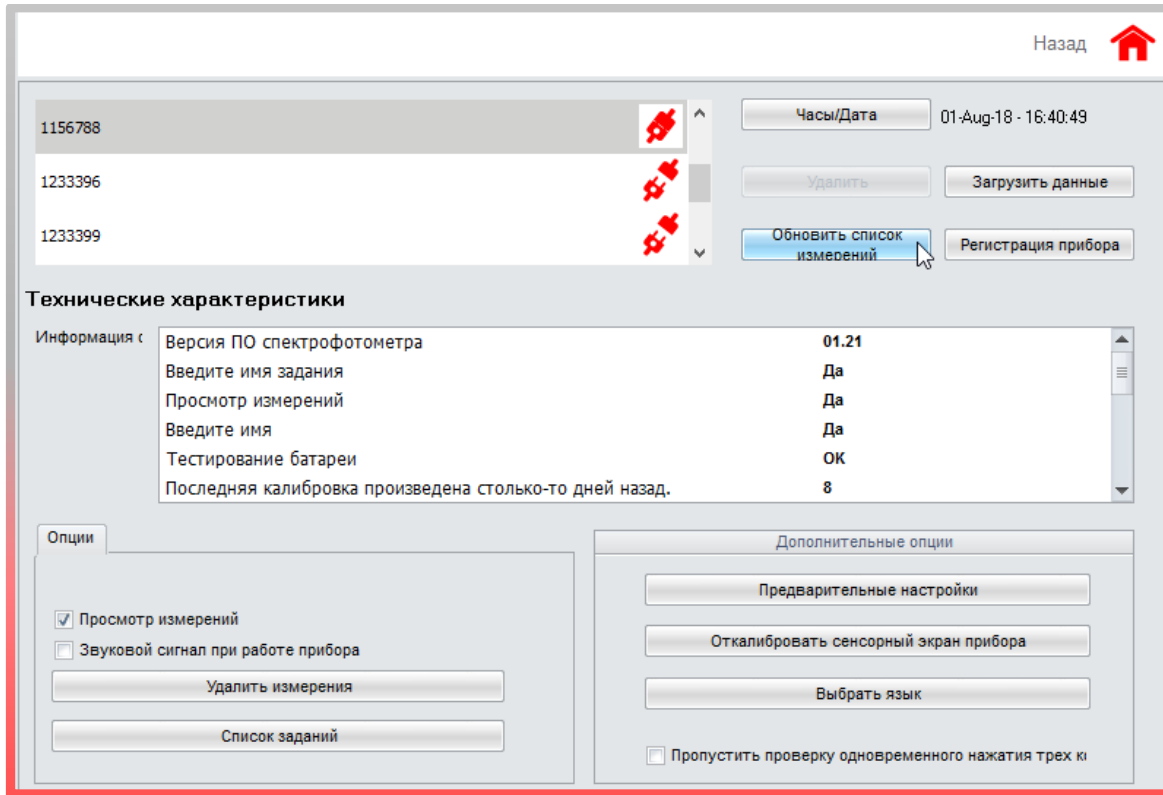 Назад
1156788
Часы/Дата 01-Aug-18 - 16:40:49
1233396
Удалить Загрузить данные
1233399
Обновить список
измерений
Регистрация прибора
Технические характеристики
Информация с
Версия ПО спектрофотометра 01.21
Введите имя задания Да
Просмотр измерений Да
Введите имя Да
Тестирование батареи OK
Последняя калибровка произведена столько-то дней назад. 8
Опции
Просмотр измерений
Звуковой сигнал при работе прибора
Удалить измерения
Список заданий
Дополнительные опции
Предварительные настройки
Откалибровать сенсорный экран прибора
Выбрать язык
Пропустить проверку одновременного нажатия трех